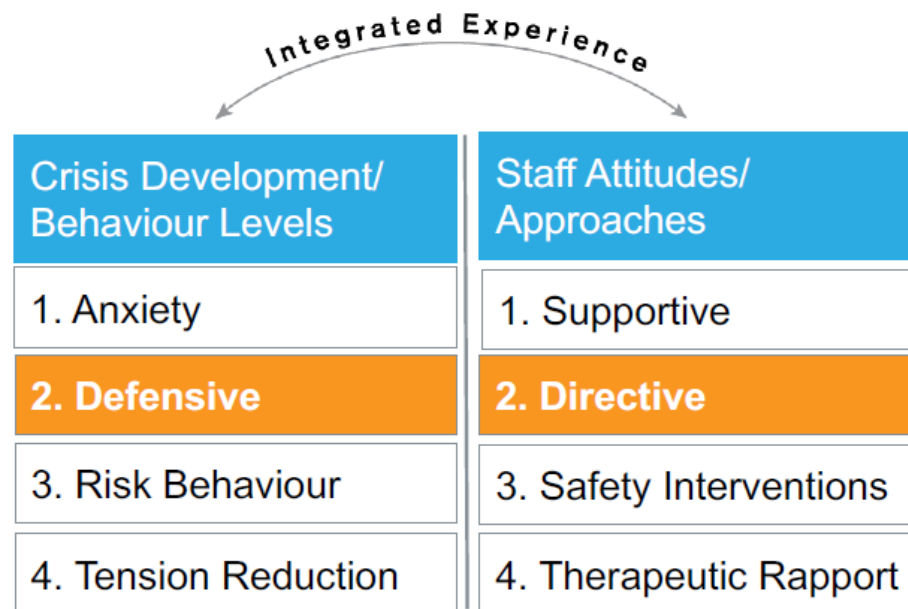 Integrated Experience
Crisis Development/
Behaviour Levels
1. Anxiety
2. Defensive
3. Risk Behaviour
4. Tension Reduction
Staff Attitudes/
Approaches
1. Supportive
2. Directive
3. Safety Interventions
4. Therapeutic Rapport